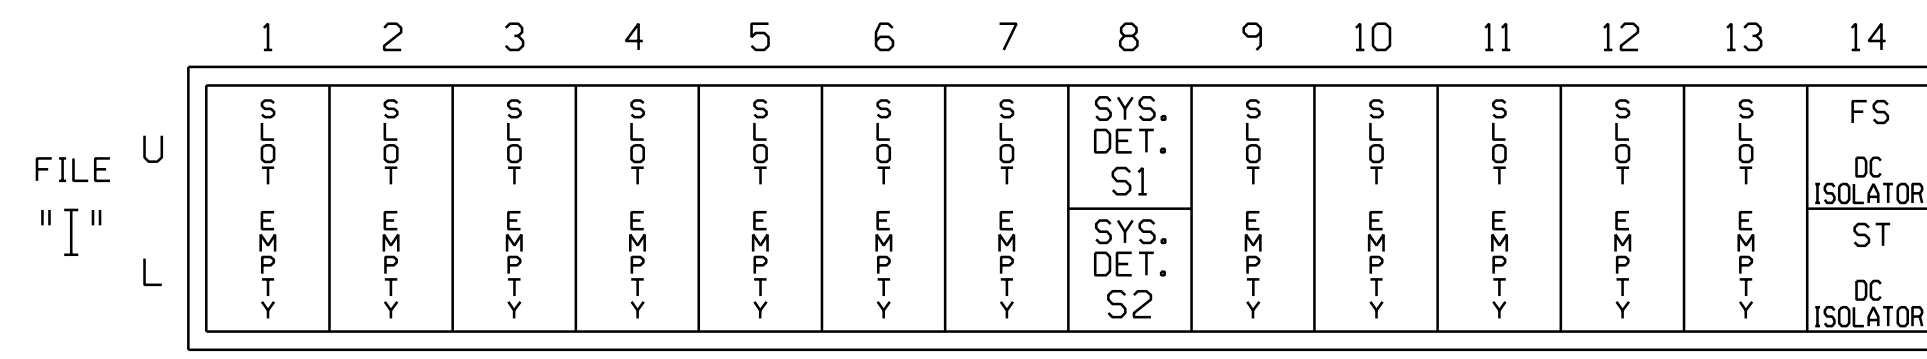 1 2 3 4 5 6 7 8 9 10 11 12 13 14
FILE
"I"
U
L
SLOT EMPTY
SLOT EMPTY
SLOT EMPTY
SLOT EMPTY
SLOT EMPTY
SLOT EMPTY
SLOT EMPTY
SYS.
DET.
S1
SYS.
DET.
S2
SLOT EMPTY
SLOT EMPTY
SLOT EMPTY
SLOT EMPTY
SLOT EMPTY
FS
DC
ISOLATOR
ST
DC
ISOLATOR